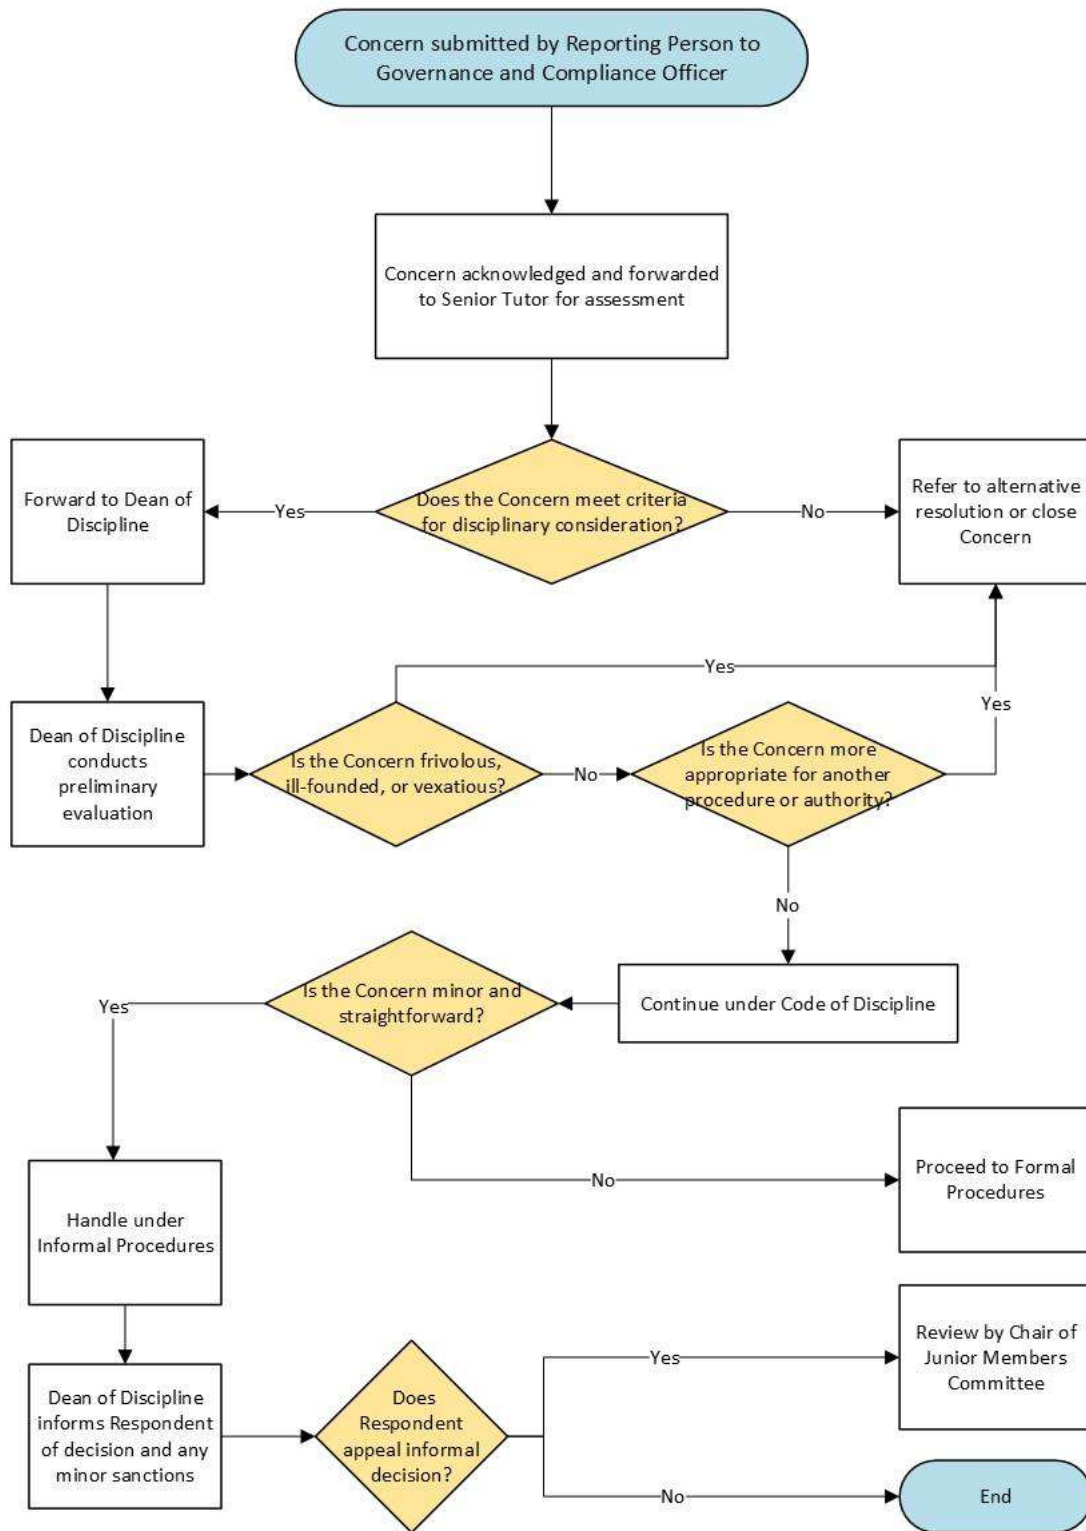 Concern submitted by Reporting Person to
Governance and Compliance Officer
Concern acknowledged and forwarded
to Senior Tutor for assessment
Does the Concern meet criteria
for disciplinary consideration?
Yes
No
Forward to Dean of
Discipline
Refer to alternative
resolution or close
Concern
Dean of Discipline
conducts
preliminary
evaluation
Is the Concern frivolous,
ill-founded, or vexatious?
Yes
No
Is the Concern more
appropriate for another
procedure or authority?
Yes
No
Continue under Code of Discipline
Is the Concern minor and
straightforward?
Yes
No
Proceed to Formal
Procedures
Handle under
Informal Procedures
Dean of Discipline
informs Respondent
of decision and any
minor sanctions
Does
Respondent
appeal informal
decision?
Yes
Review by Chair of
Junior Members
Committee
No
End